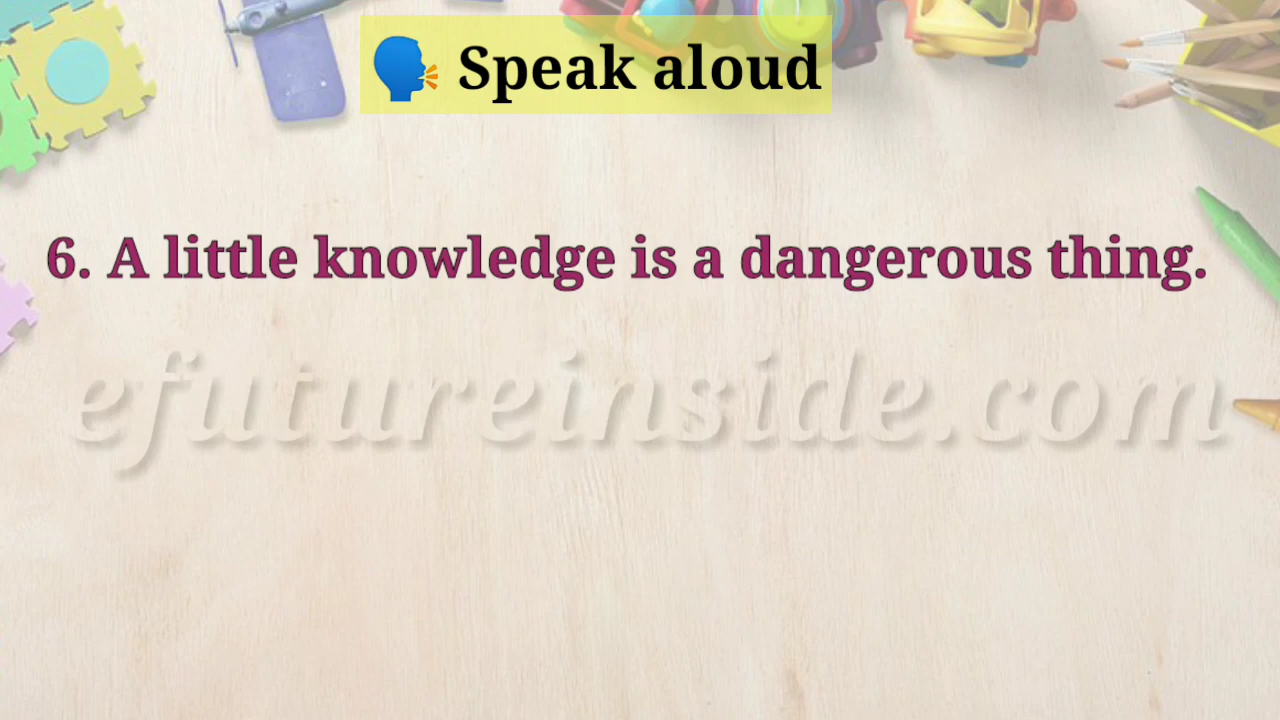 🗣️ Speak aloud
6. A little knowledge is a dangerous thing.
efutureinside.com